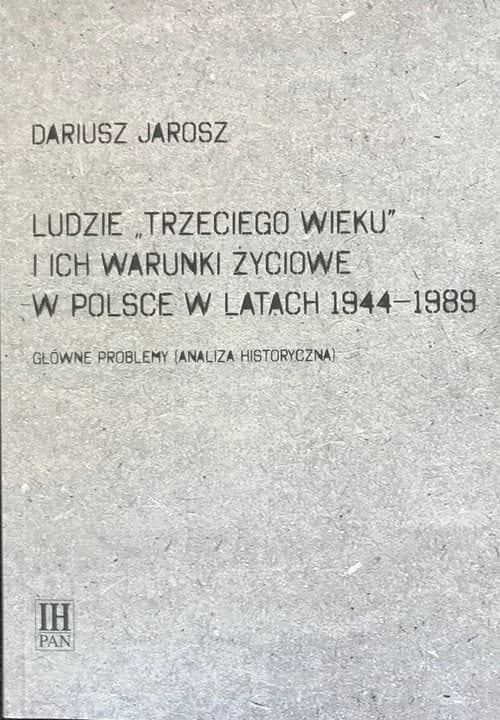 DARIUSZ JAROSZ
LUDZIE „TRZECIEGO WIEKU”
I ICH WARUNKI ŻYCIOWE
W POLSCE W LATACH 1944–1989
GŁÓWNE PROBLEMY (ANALIZA HISTORYCZNA)
IH
PAN